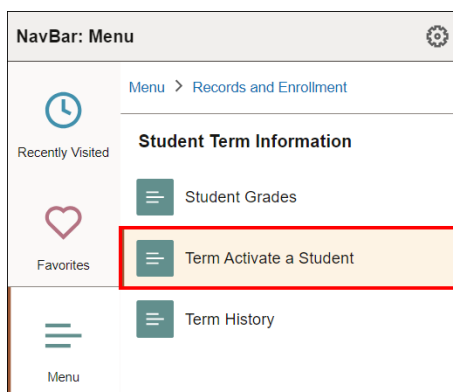 NavBar: Menu
Menu > Records and Enrollment
Recently Visited
Student Term Information
Student Grades
Favorites
Term Activate a Student
Term History
Menu